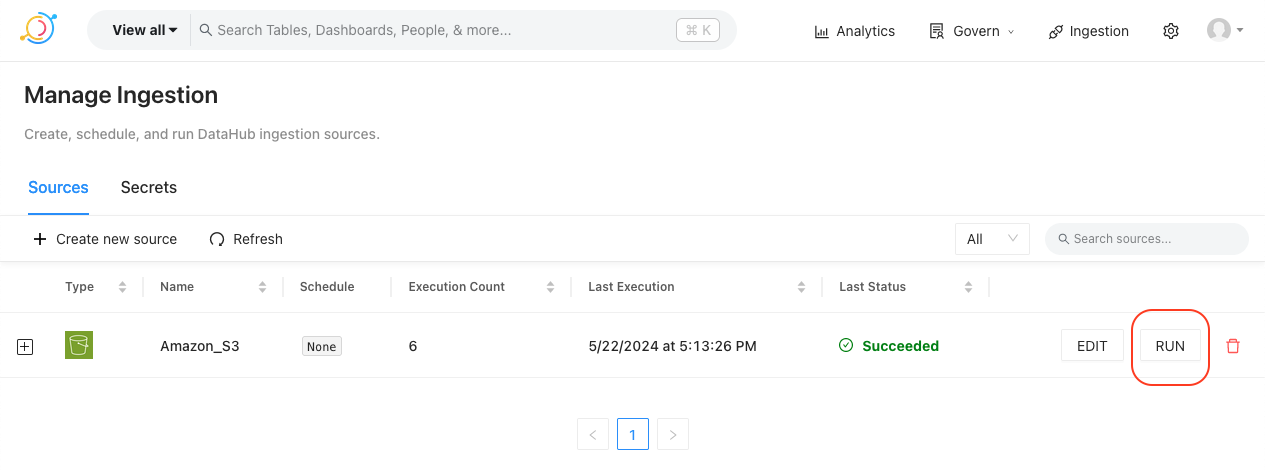 View all Search Tables, Dashboards, People, & more... ⌘ K Analytics Govern Ingestion
Manage Ingestion
Create, schedule, and run DataHub ingestion sources.
Sources Secrets
Create new source Refresh All Search sources...
Type Name Schedule Execution Count Last Execution Last Status
Amazon_S3 None 6 5/22/2024 at 5:13:26 PM Succeeded EDIT RUN
< 1 >